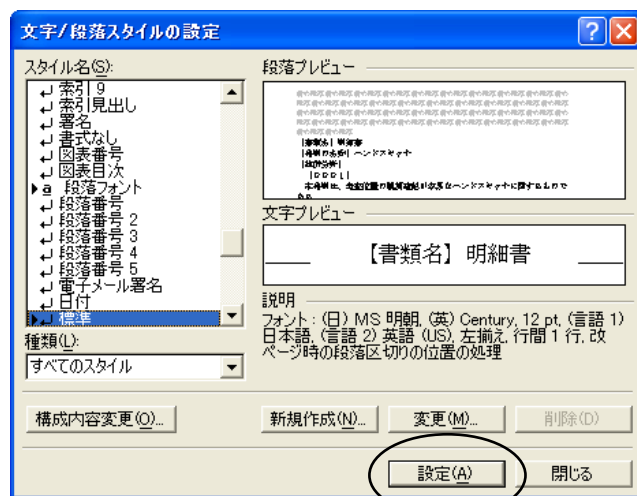 文字/段落スタイルの設定
スタイル名(S):
索引 9
索引見出し
署名
書式なし
図表番号
図表目次
a 段落フォント
段落番号
段落番号 2
段落番号 3
段落番号 4
段落番号 5
電子メール署名
日付
標準
種類(L):
すべてのスタイル
段落プレビュー
文字プレビュー
【書類名】 明細書
説明
フォント : (日) MS 明朝, (英) Century, 12 pt, (言語 1)
日本語, (言語 2) 英語 (US), 左揃え, 行間 1 行, 改
ページ時の段落区切りの位置の処理
構成内容変更(O)...
新規作成(N)...
変更(M)...
削除(D)
設定(A)
閉じる